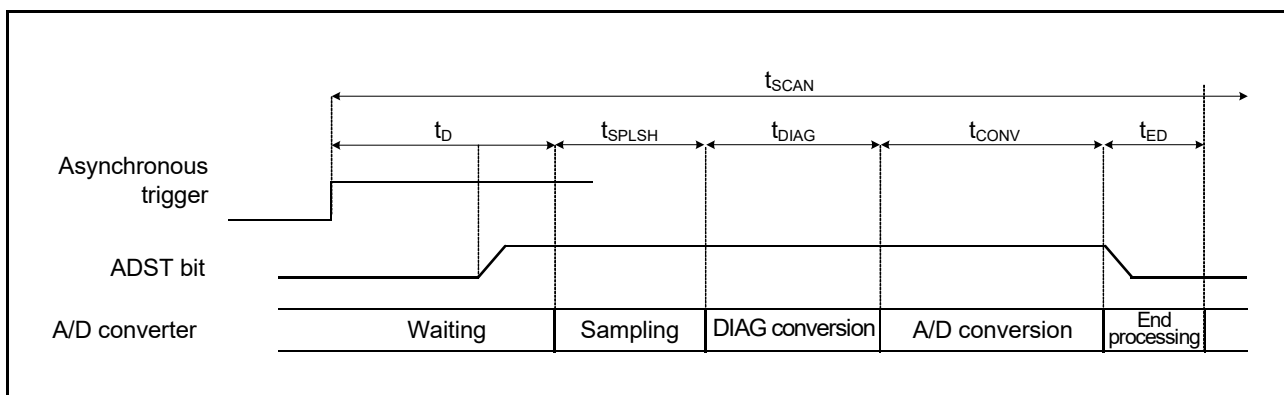 tSCAN
tD
tSPLSH
tDIAG
tCONV
tED
Asynchronous
trigger
ADST bit
A/D converter
Waiting
Sampling
DIAG conversion
A/D conversion
End
processing